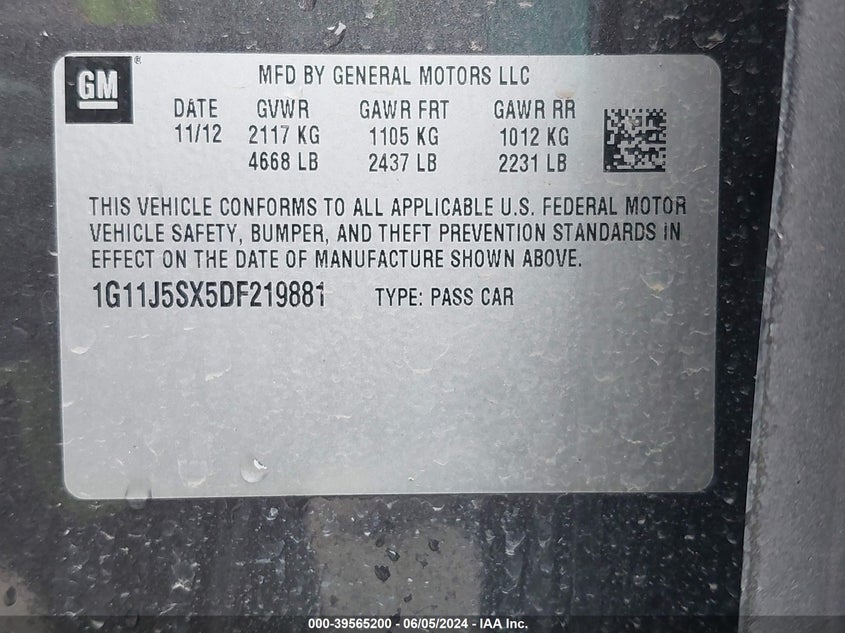 GM
MFD BY GENERAL MOTORS LLC
DATE GVWR GAWR FRT GAWR RR
11/12 2117 KG 1105 KG 1012 KG
4668 LB 2437 LB 2231 LB
THIS VEHICLE CONFORMS TO ALL APPLICABLE U.S. FEDERAL MOTOR
VEHICLE SAFETY, BUMPER, AND THEFT PREVENTION STANDARDS IN
EFFECT ON THE DATE OF MANUFACTURE SHOWN ABOVE.
1G11J5SX5DF219881 TYPE: PASS CAR
000-39565200 - 06/05/2024 - IAA Inc.